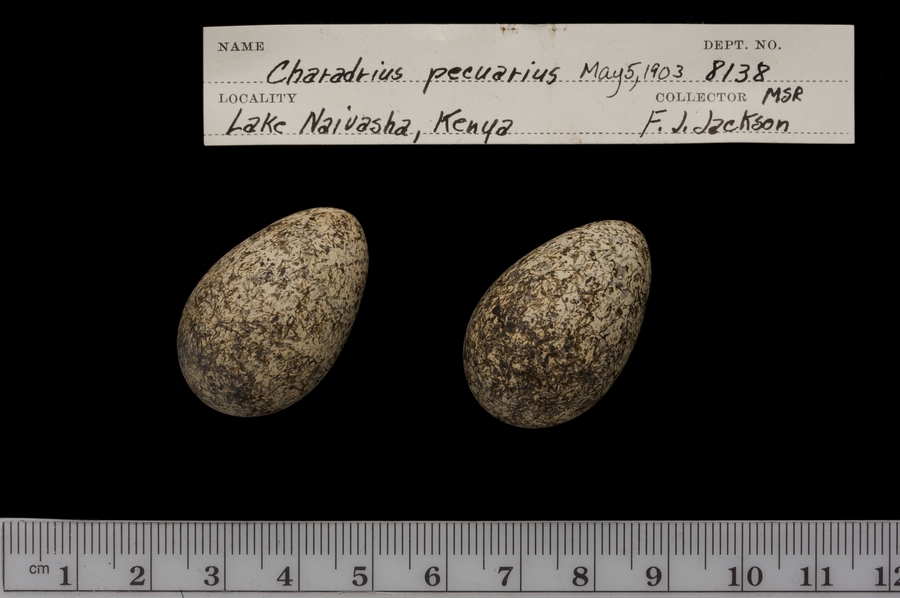 NAME DEPT. NO.
Charadrius pecuarius May 5, 1903 8138
LOCALITY COLLECTOR MSR
Lake Naivasha, Kenya F. J. Jackson
cm 1 2 3 4 5 6 7 8 9 10 11 12